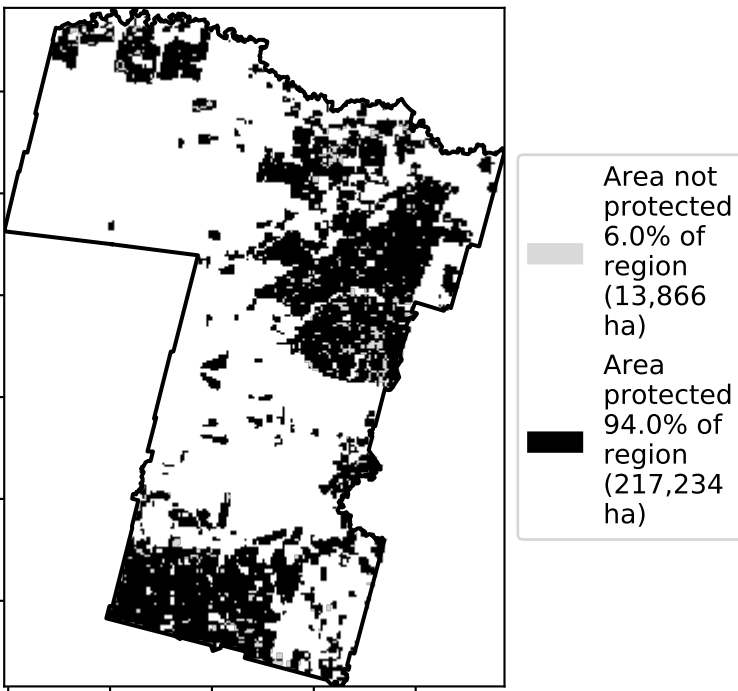 Area not
protected
6.0% of
region
(13,866
ha)
Area
protected
94.0% of
region
(217,234
ha)